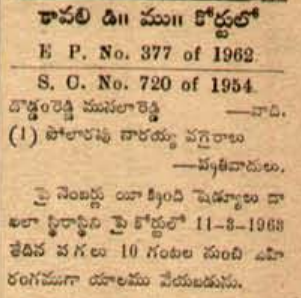 కావలి డి॥ ము॥ కోర్టులో
E P. No. 377 of 1962
S. C. No. 720 of 1954.
దొడ్డంరెడ్డి మునలారెడ్డి
—వాది.
(1) పోలారపు నారయ్య వగైరాలు
—ప్రతివాదులు.
పై నెంబర్లు యీ క్రింది షెడ్యూలు దా
ఖలా స్థిరాస్థిని పై కోర్టులో 11-3-1963
తేదిన పగలు 10 గంటల నుంచి బహి
రంగముగా యాలము వేయబడును.